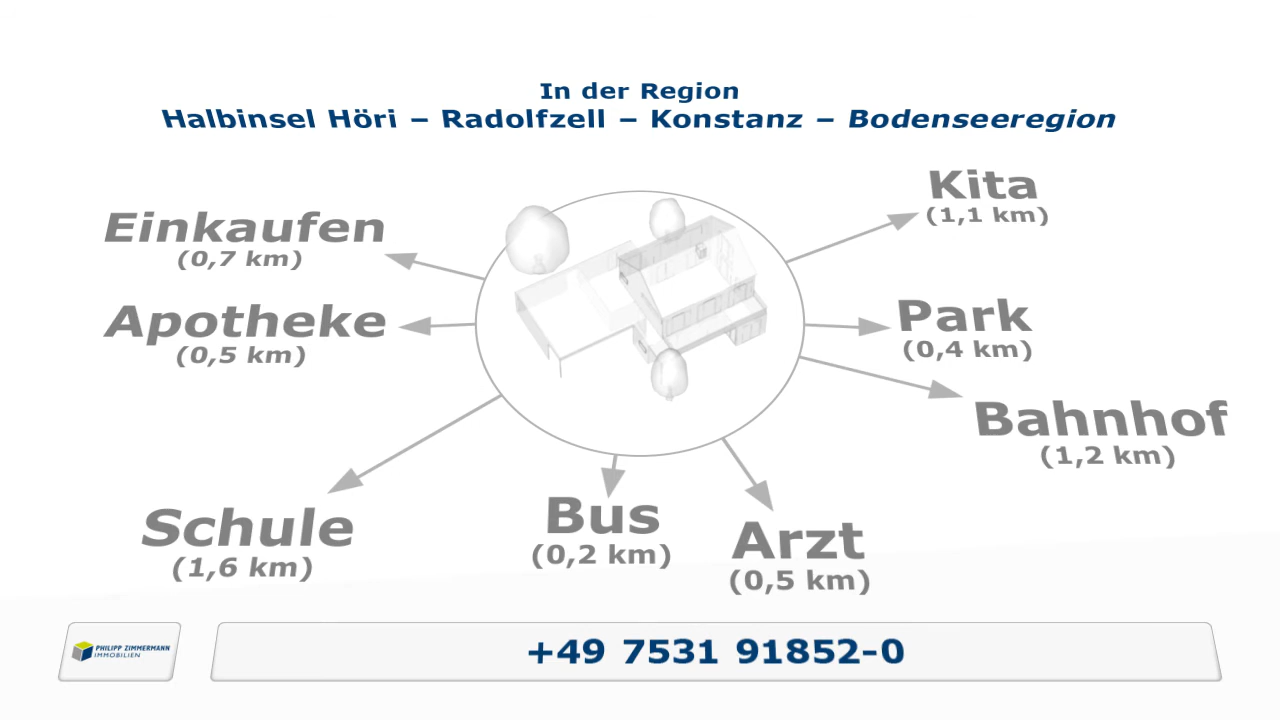 In der Region
Halbinsel Höri – Radolfzell – Konstanz – Bodenseeregion
Kita
(1,1 km)
Einkaufen
(0,7 km)
Park
(0,4 km)
Apotheke
(0,5 km)
Bahnhof
(1,2 km)
Schule
(1,6 km)
Bus
(0,2 km)
Arzt
(0,5 km)
PHILIPP ZIMMERMANN
IMMOBILIEN
+49 7531 91852-0